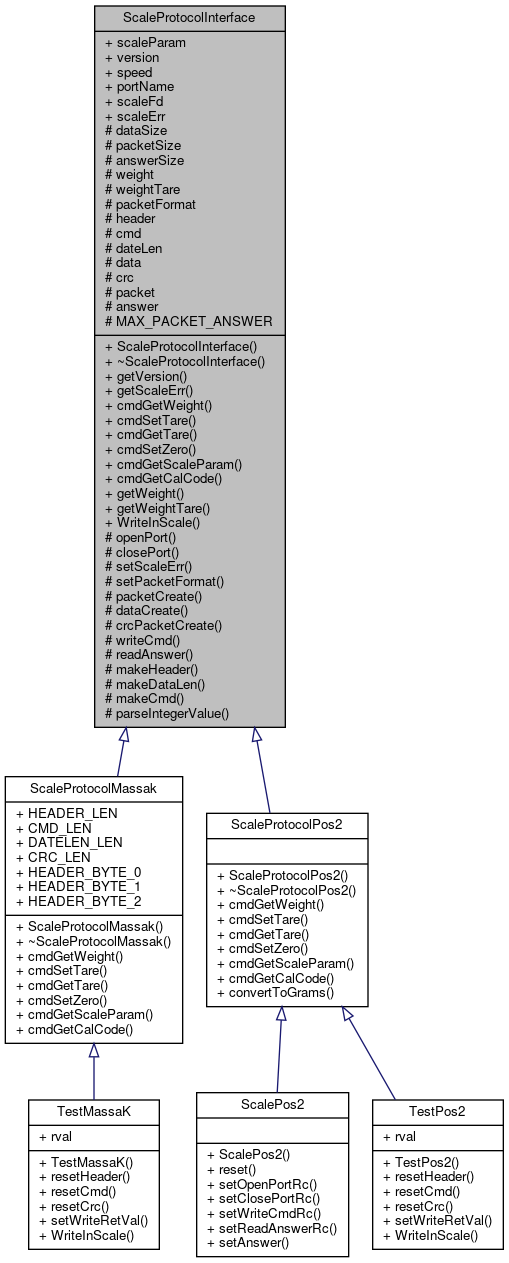 ScaleProtocolInterface
+ scaleParam
+ version
+ speed
+ portName
+ scaleFd
+ scaleErr
# dataSize
# packetSize
# answerSize
# weight
# weightTare
# packetFormat
# header
# cmd
# dateLen
# data
# crc
# packet
# answer
# MAX_PACKET_ANSWER
+ ScaleProtocolInterface()
+ ~ScaleProtocolInterface()
+ getVersion()
+ getScaleErr()
+ cmdGetWeight()
+ cmdSetTare()
+ cmdGetTare()
+ cmdSetZero()
+ cmdGetScaleParam()
+ cmdGetCalCode()
+ getWeight()
+ getWeightTare()
+ WriteInScale()
# openPort()
# closePort()
# setScaleErr()
# setPacketFormat()
# packetCreate()
# dataCreate()
# crcPacketCreate()
# writeCmd()
# readAnswer()
# makeHeader()
# makeDataLen()
# makeCmd()
# parseIntegerValue()
ScaleProtocolMassak
+ HEADER_LEN
+ CMD_LEN
+ DATELEN_LEN
+ CRC_LEN
+ HEADER_BYTE_0
+ HEADER_BYTE_1
+ HEADER_BYTE_2
+ ScaleProtocolMassak()
+ ~ScaleProtocolMassak()
+ cmdGetWeight()
+ cmdSetTare()
+ cmdGetTare()
+ cmdSetZero()
+ cmdGetScaleParam()
+ cmdGetCalCode()
ScaleProtocolPos2
+ ScaleProtocolPos2()
+ ~ScaleProtocolPos2()
+ cmdGetWeight()
+ cmdSetTare()
+ cmdGetTare()
+ cmdSetZero()
+ cmdGetScaleParam()
+ cmdGetCalCode()
+ convertToGrams()
TestMassaK
+ rval
+ TestMassaK()
+ resetHeader()
+ resetCmd()
+ resetCrc()
+ setWriteRetVal()
+ WriteInScale()
ScalePos2
+ ScalePos2()
+ reset()
+ setOpenPortRc()
+ setClosePortRc()
+ setWriteCmdRc()
+ setReadAnswerRc()
+ setAnswer()
TestPos2
+ rval
+ TestPos2()
+ resetHeader()
+ resetCmd()
+ resetCrc()
+ setWriteRetVal()
+ WriteInScale()